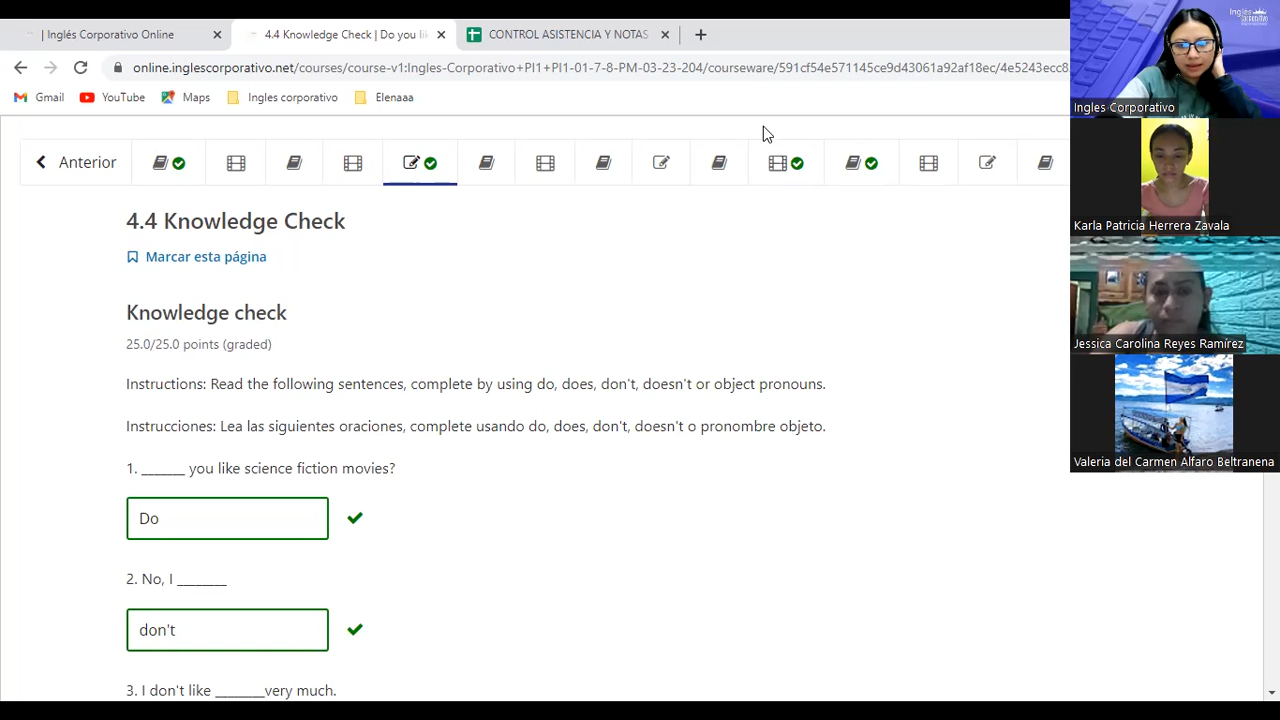 | Inglés Corporativo Online
4.4 Knowledge Check | Do you li
CONTROL ASISTENCIA Y NOTAS
online.inglescorporativo.net/courses/course-v1:Ingles-Corporativo+PI1+PI1-01-7-8-PM-03-23-204/courseware/591cf54e571145ce9d43061a92af18ec/4e5243ecc8
Gmail
YouTube
Maps
Ingles corporativo
Elenaaa
Anterior
4.4 Knowledge Check
Marcar esta página
Knowledge check
25.0/25.0 points (graded)
Instructions: Read the following sentences, complete by using do, does, don't, doesn't or object pronouns.
Instrucciones: Lea las siguientes oraciones, complete usando do, does, don't, doesn't o pronombre objeto.
1. ______ you like science fiction movies?
Do
2. No, I _______
don't
3. I don't like _______very much.
Ingles Corporativo
Karla Patricia Herrera Zavala
Jessica Carolina Reyes Ramírez
Valeria del Carmen Alfaro Beltranena